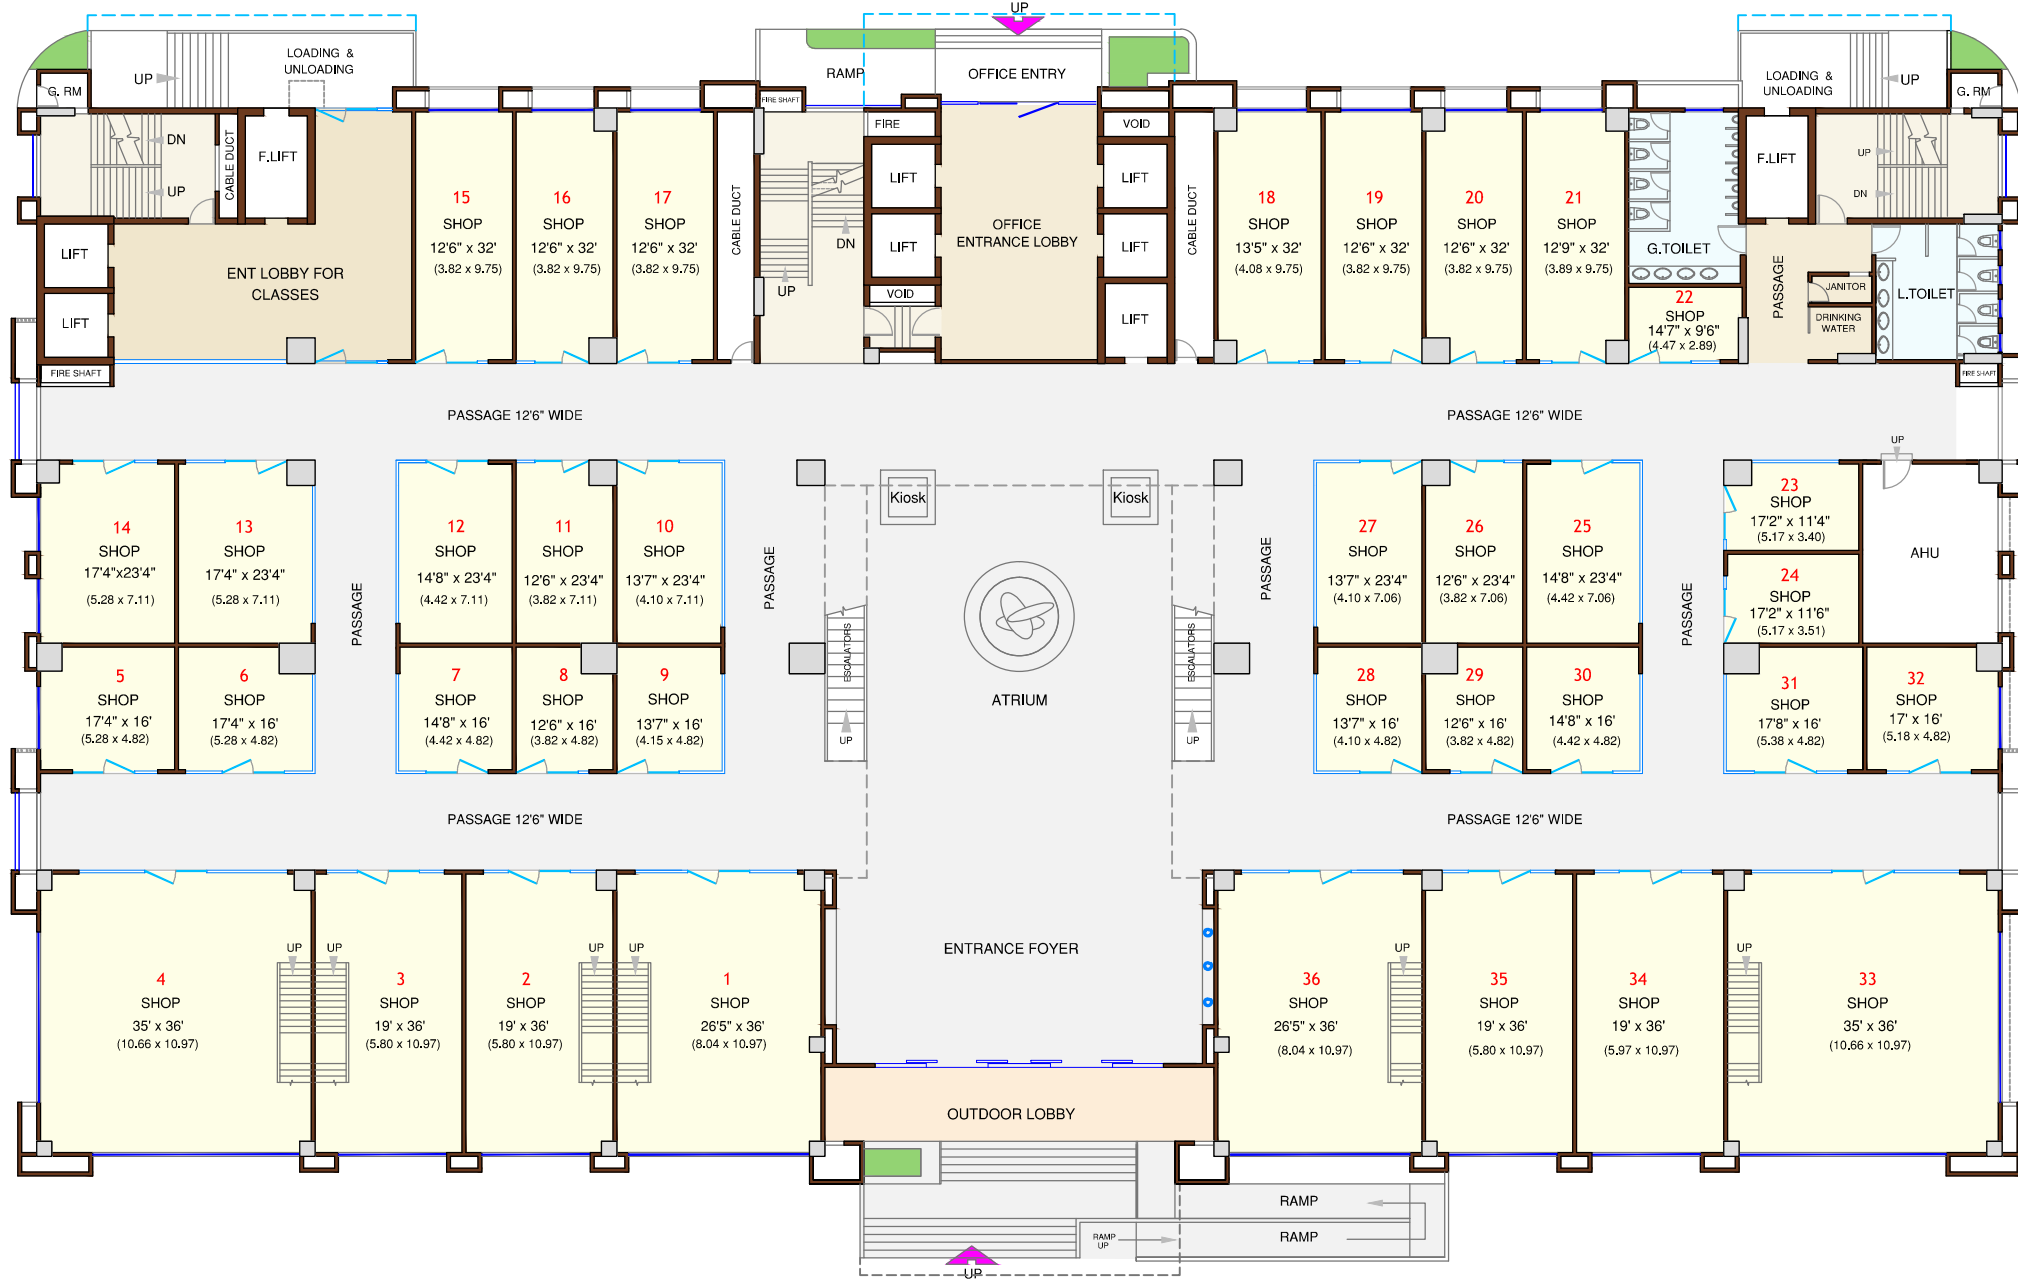 UP
LOADING &
UNLOADING
UP
G. RM
RAMP
OFFICE ENTRY
LOADING &
UNLOADING
UP
G. RM
FIRE SHAFT
DN
UP
CABLE DUCT
F.LIFT
LIFT
LIFT
ENT LOBBY FOR
CLASSES
FIRE SHAFT
15
SHOP
12'6" x 32'
(3.82 x 9.75)
16
SHOP
12'6" x 32'
(3.82 x 9.75)
17
SHOP
12'6" x 32'
(3.82 x 9.75)
CABLE DUCT
DN
UP
FIRE
LIFT
LIFT
VOID
OFFICE
ENTRANCE LOBBY
VOID
LIFT
LIFT
LIFT
CABLE DUCT
18
SHOP
13'5" x 32'
(4.08 x 9.75)
19
SHOP
12'6" x 32'
(3.82 x 9.75)
20
SHOP
12'6" x 32'
(3.82 x 9.75)
21
SHOP
12'9" x 32'
(3.89 x 9.75)
G.TOILET
22
SHOP
14'7" x 9'6"
(4.47 x 2.89)
F.LIFT
UP
DN
PASSAGE
JANITOR
DRINKING
WATER
L.TOILET
FIRE SHAFT
PASSAGE 12'6" WIDE
PASSAGE 12'6" WIDE
UP
14
SHOP
17'4"x23'4"
(5.28 x 7.11)
13
SHOP
17'4" x 23'4"
(5.28 x 7.11)
PASSAGE
12
SHOP
14'8" x 23'4"
(4.42 x 7.11)
11
SHOP
12'6" x 23'4"
(3.82 x 7.11)
10
SHOP
13'7" x 23'4"
(4.10 x 7.11)
PASSAGE
Kiosk
Kiosk
ESCALATORS
UP
ATRIUM
ESCALATORS
UP
PASSAGE
27
SHOP
13'7" x 23'4"
(4.10 x 7.06)
26
SHOP
12'6" x 23'4"
(3.82 x 7.06)
25
SHOP
14'8" x 23'4"
(4.42 x 7.06)
PASSAGE
23
SHOP
17'2" x 11'4"
(5.17 x 3.40)
24
SHOP
17'2" x 11'6"
(5.17 x 3.51)
AHU
5
SHOP
17'4" x 16'
(5.28 x 4.82)
6
SHOP
17'4" x 16'
(5.28 x 4.82)
7
SHOP
14'8" x 16'
(4.42 x 4.82)
8
SHOP
12'6" x 16'
(3.82 x 4.82)
9
SHOP
13'7" x 16'
(4.15 x 4.82)
28
SHOP
13'7" x 16'
(4.10 x 4.82)
29
SHOP
12'6" x 16'
(3.82 x 4.82)
30
SHOP
14'8" x 16'
(4.42 x 4.82)
31
SHOP
17'8" x 16'
(5.38 x 4.82)
32
SHOP
17' x 16'
(5.18 x 4.82)
PASSAGE 12'6" WIDE
PASSAGE 12'6" WIDE
4
SHOP
35' x 36'
(10.66 x 10.97)
UP
UP
3
SHOP
19' x 36'
(5.80 x 10.97)
2
SHOP
19' x 36'
(5.80 x 10.97)
UP
UP
1
SHOP
26'5" x 36'
(8.04 x 10.97)
ENTRANCE FOYER
36
SHOP
26'5" x 36'
(8.04 x 10.97)
UP
35
SHOP
19' x 36'
(5.80 x 10.97)
34
SHOP
19' x 36'
(5.97 x 10.97)
UP
33
SHOP
35' x 36'
(10.66 x 10.97)
OUTDOOR LOBBY
RAMP
RAMP
RAMP
UP
UP